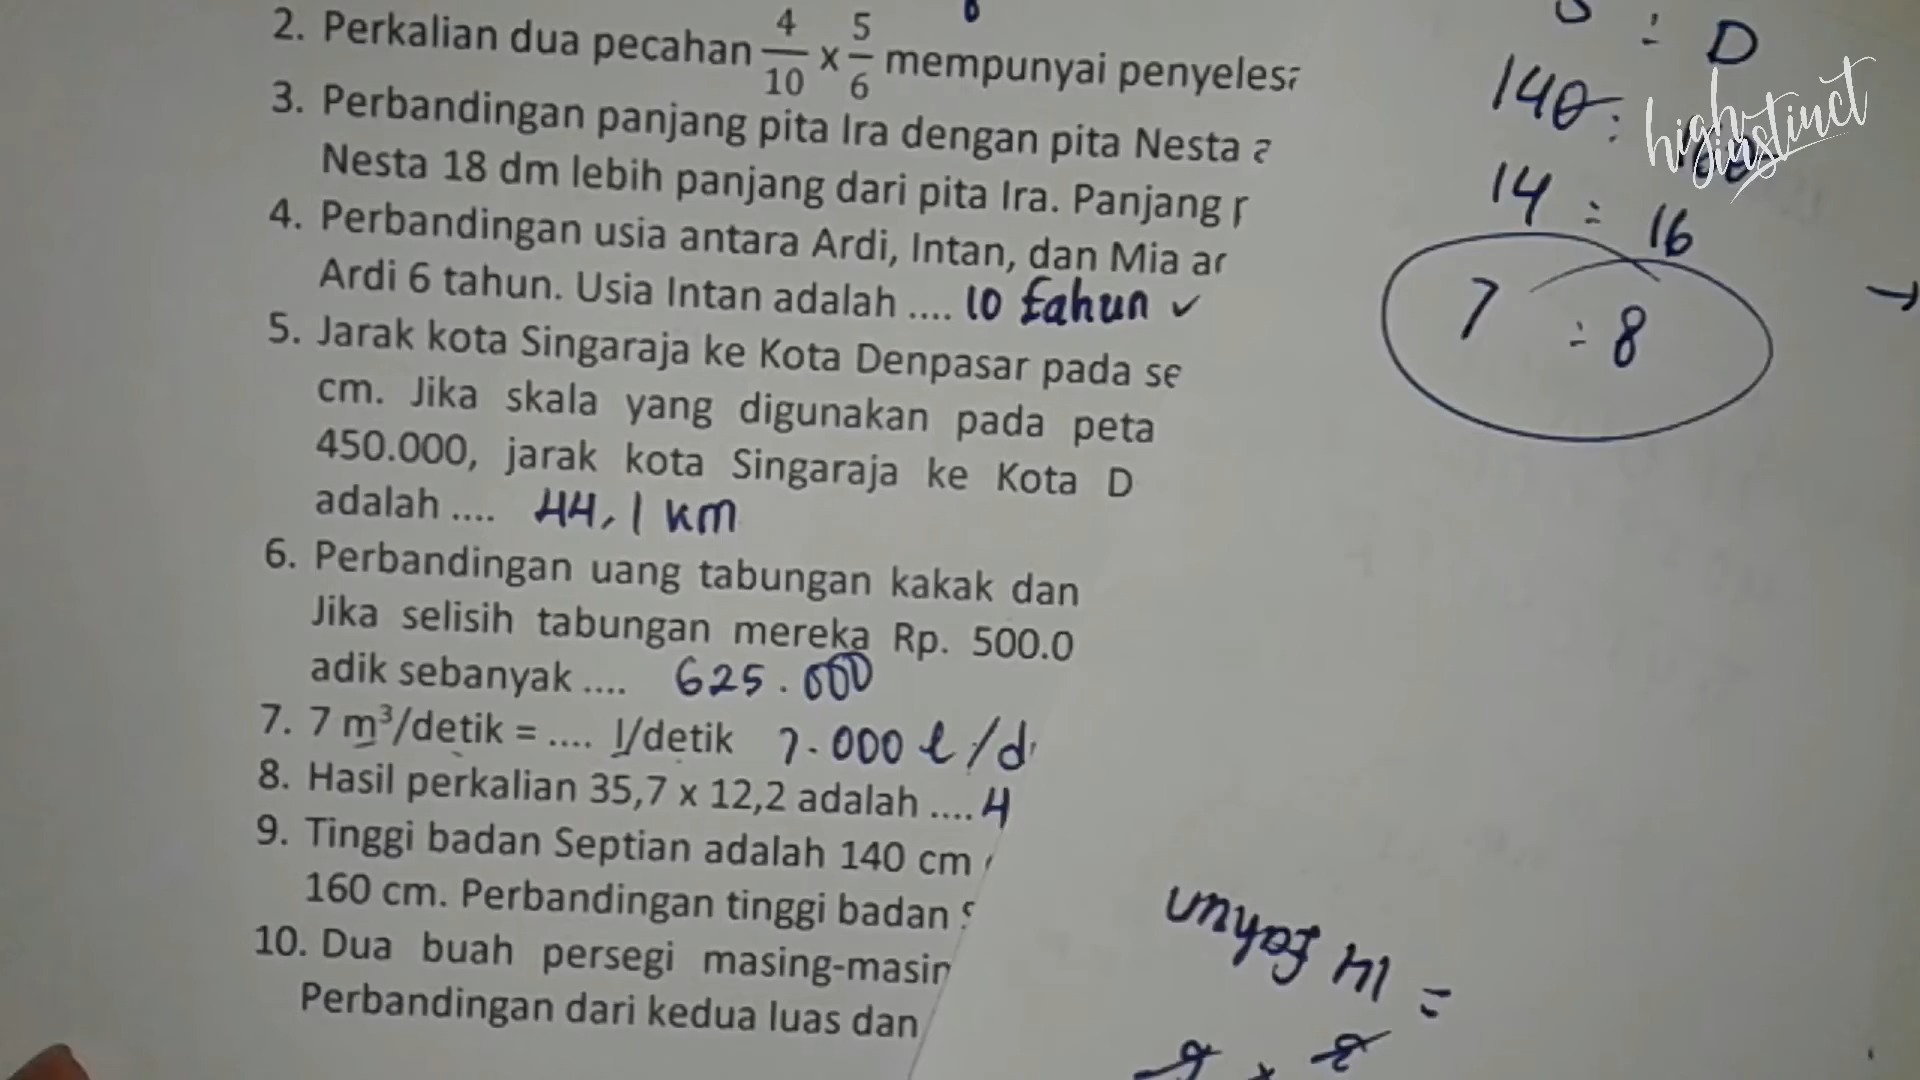 2. Perkalian dua pecahan 4/10 x 5/6 mempunyai
3. Perbandingan panjang pita Ira dengan pita Nesta
Nesta 18 dm lebih panjang dari pita Ira. Panjang
4. Perbandingan usia antara Ardi, Intan, dan Mia
Ardi 6 tahun. Usia Intan adalah .... 10 tahun ✓
5. Jarak kota Singaraja ke Kota Denpasar pada se
cm. Jika skala yang digunakan pada peta
450.000, jarak kota Singaraja ke Kota D
adalah .... 44,1 km
6. Perbandingan uang tabungan kakak dan
Jika selisih tabungan mereka Rp. 500.0
adik sebanyak .... 625.000
7. 7 m³/detik = .... l/detik 7.000 l/d
8. Hasil perkalian 35,7 x 12,2 adalah .... 4
9. Tinggi badan Septian adalah 140 cm
160 cm. Perbandingan tinggi badan
10. Dua buah persegi masing-masin
Perbandingan dari kedua luas dan
: D
140 :
14 : 16
7 : 8
high instinct
= 14 tahun